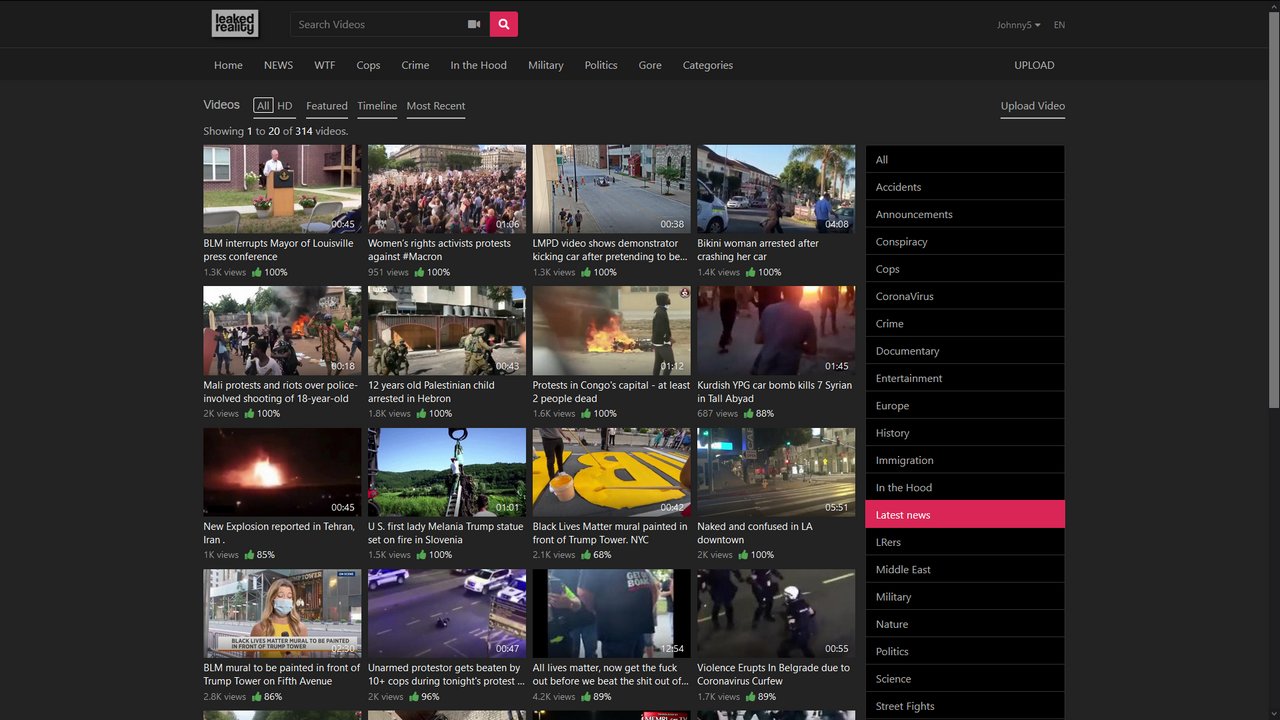 leaked
reality
Search Videos
Johnny5
EN
Home
NEWS
WTF
Cops
Crime
In the Hood
Military
Politics
Gore
Categories
UPLOAD
Videos
All
HD
Featured
Timeline
Most Recent
Upload Video
Showing 1 to 20 of 314 videos.
00:45
BLM interrupts Mayor of Louisville
press conference
1.3K views 100%
01:06
Women's rights activists protests
against #Macron
951 views 100%
00:38
LMPD video shows demonstrator
kicking car after pretending to be...
1.3K views 100%
04:08
Bikini woman arrested after
crashing her car
1.4K views 100%
00:18
Mali protests and riots over police-
involved shooting of 18-year-old
2K views 100%
00:43
12 years old Palestinian child
arrested in Hebron
1.8K views 100%
01:12
Protests in Congo's capital - at least
2 people dead
1.6K views 100%
01:45
Kurdish YPG car bomb kills 7 Syrian
in Tall Abyad
687 views 88%
00:45
New Explosion reported in Tehran,
Iran .
1K views 85%
01:01
U S. first lady Melania Trump statue
set on fire in Slovenia
1.5K views 100%
00:42
Black Lives Matter mural painted in
front of Trump Tower. NYC
2.1K views 68%
05:51
Naked and confused in LA
downtown
2K views 100%
BLACK LIVES MATTER MURAL TO BE PAINTED
IN FRONT OF TRUMP TOWER
02:30
BLM mural to be painted in front of
Trump Tower on Fifth Avenue
2.8K views 86%
00:47
Unarmed protestor gets beaten by
10+ cops during tonight's protest ...
2K views 96%
12:54
All lives matter, now get the fuck
out before we beat the shit out of...
4.2K views 89%
00:55
Violence Erupts In Belgrade due to
Coronavirus Curfew
1.7K views 89%
All
Accidents
Announcements
Conspiracy
Cops
CoronaVirus
Crime
Documentary
Entertainment
Europe
History
Immigration
In the Hood
Latest news
LRers
Middle East
Military
Nature
Politics
Science
Street Fights